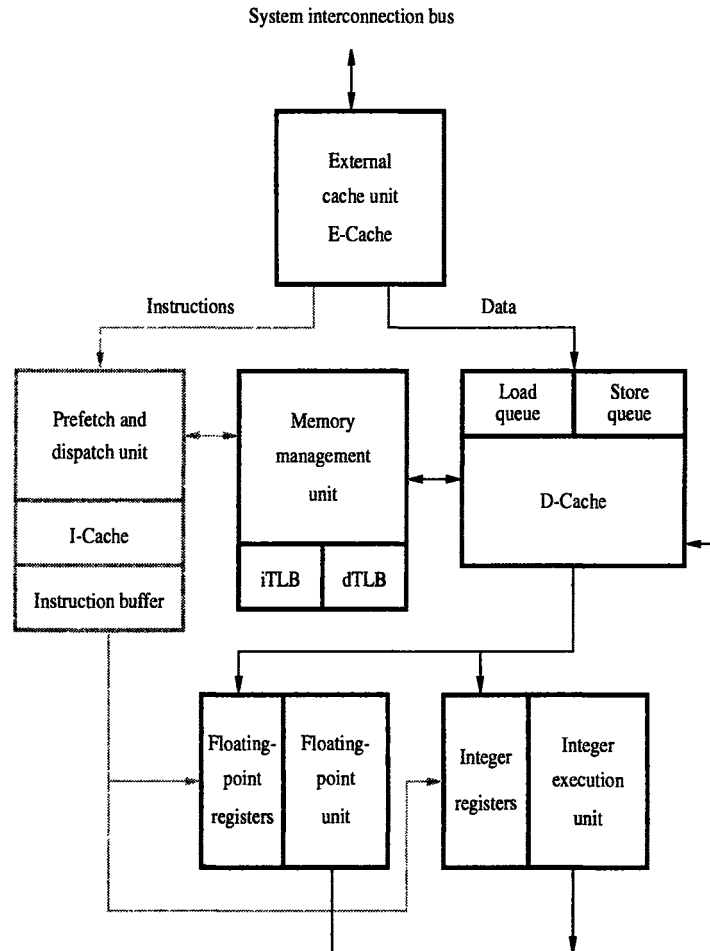 System interconnection bus
External
cache unit
E-Cache
Instructions
Data
Prefetch and
dispatch unit
I-Cache
Instruction buffer
Memory
management
unit
iTLB
dTLB
Load
queue
Store
queue
D-Cache
Floating-
point
registers
Floating-
point
unit
Integer
registers
Integer
execution
unit